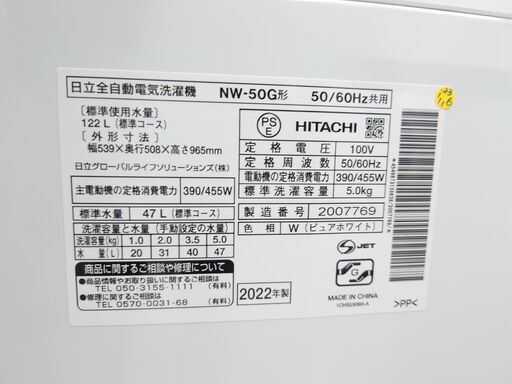 日立全自動電気洗濯機 NW-50G形 50/60Hz共用
[標準使用水量]
122L(標準コース)
[外形寸法]
幅539×奥行508×高さ965mm
日立グローバルライフソリューションズ(株)
主電動機の定格消費電力 390/455W
標準水量 47L(標準コース)
洗濯容量と水量(手動設定の水量)
洗濯容量(kg) 1.0 2.0 3.5 5.0
水量(L) 20 31 40 47
商品に関するご相談や修理について
商品情報やお取り扱いについてのご相談は
TEL 050-3155-1111 (有料)
修理などのご相談は
TEL 0570-0031-68 (有料)
PS
E
HITACHI
定格電圧 100V
定格周波数 50/60Hz
電動機の定格消費電力 390/455W
標準洗濯容量 5.0kg
製造番号 2007769
色相 W(ピュアホワイト)
2022年製
S JET
G
MADE IN CHINA
>PP<